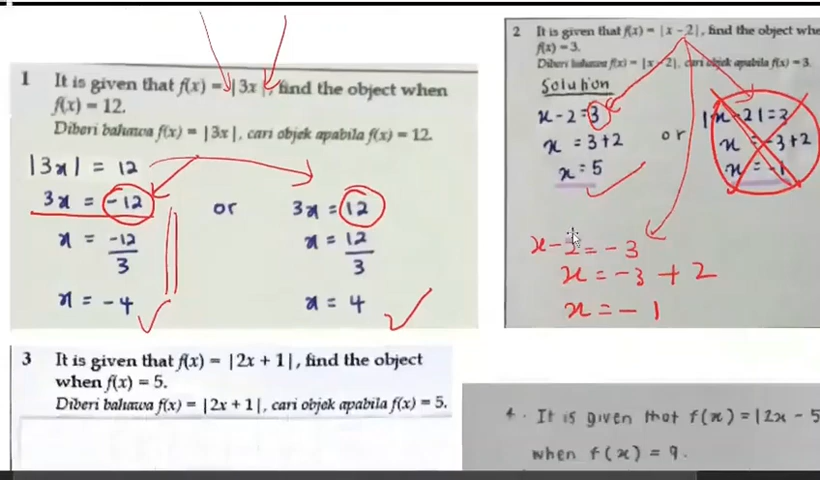 1 It is given that f(x) = |3x|, find the object when
f(x) = 12.
Diberi bahawa f(x) = |3x|, cari objek apabila f(x) = 12.
|3x| = 12
3x = -12 or 3x = 12
x = -12/3 x = 12/3
x = -4 x = 4
2 It is given that f(x) = |x - 2|, find the object whe
f(x) = 3.
Diberi bahawa f(x) = |x - 2|, cari objek apabila f(x) = 3.
Solution
x - 2 = 3 or |x - 2| = 3
x = 3 + 2 x = -3 + 2
x = 5 x = -1
x - 2 = -3
x = -3 + 2
x = -1
3 It is given that f(x) = |2x + 1|, find the object
when f(x) = 5.
Diberi bahawa f(x) = |2x + 1|, cari objek apabila f(x) = 5.
4. It is given that f(x) = |2x - 5
when f(x) = 9.